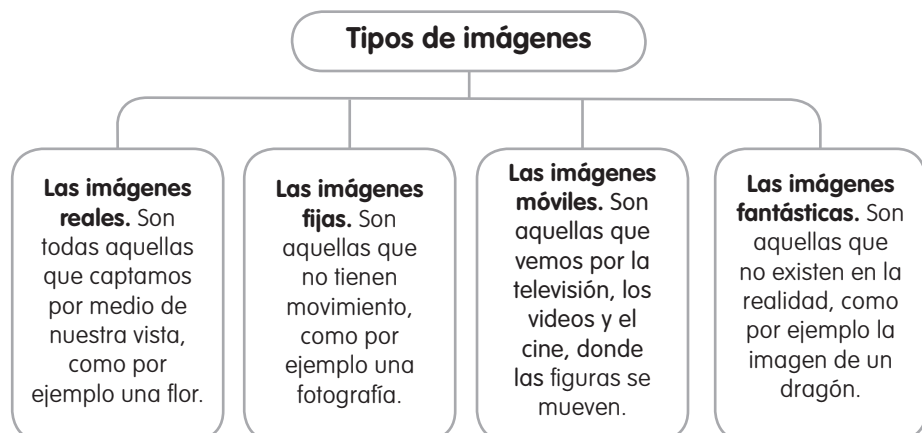 Tipos de imágenes
Las imágenes
reales. Son
todas aquellas
que captamos
por medio de
nuestra vista,
como por
ejemplo una flor.
Las imágenes
fijas. Son
aquellas que
no tienen
movimiento,
como por
ejemplo una
fotografía.
Las imágenes
móviles. Son
aquellas que
vemos por la
televisión, los
videos y el
cine, donde
las figuras se
mueven.
Las imágenes
fantásticas. Son
aquellas que
no existen en la
realidad, como
por ejemplo la
imagen de un
dragón.